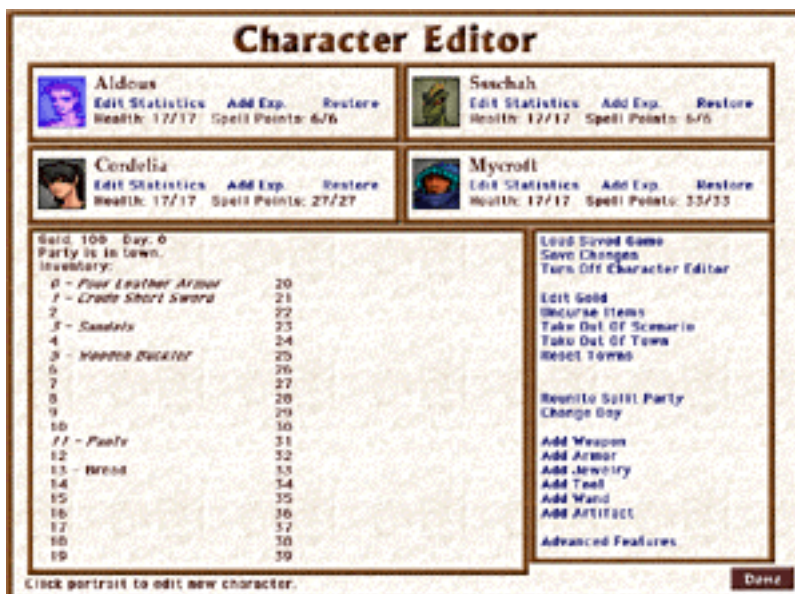 Character Editor
Aldous
Edit Statistics Add Exp. Restore
Health: 17/17 Spell Points: 6/6
Sschah
Edit Statistics Add Exp. Restore
Health: 17/17 Spell Points: 6/6
Cordelia
Edit Statistics Add Exp. Restore
Health: 17/17 Spell Points: 27/27
Mycroft
Edit Statistics Add Exp. Restore
Health: 17/17 Spell Points: 33/33
Gold: 100 Day: 0
Party is in town.
Inventory:
0 - Poor Leather Armor 20
1 - Crude Short Sword 21
2 22
3 - Sandals 23
4 24
5 - Wooden Buckler 25
6 26
7 27
8 28
9 29
10 30
11 - Pants 31
12 32
13 - Bread 33
14 34
15 35
16 36
17 37
18 38
19 39
Load Saved Game
Save Changes
Turn Off Character Editor
Edit Gold
Uncurse Items
Take Out Of Scenario
Take Out Of Town
Reset Towns
Reunite Split Party
Change Day
Add Weapon
Add Armor
Add Jewelry
Add Tool
Add Wand
Add Artifact
Advanced Features
Click portrait to edit new character.
Done